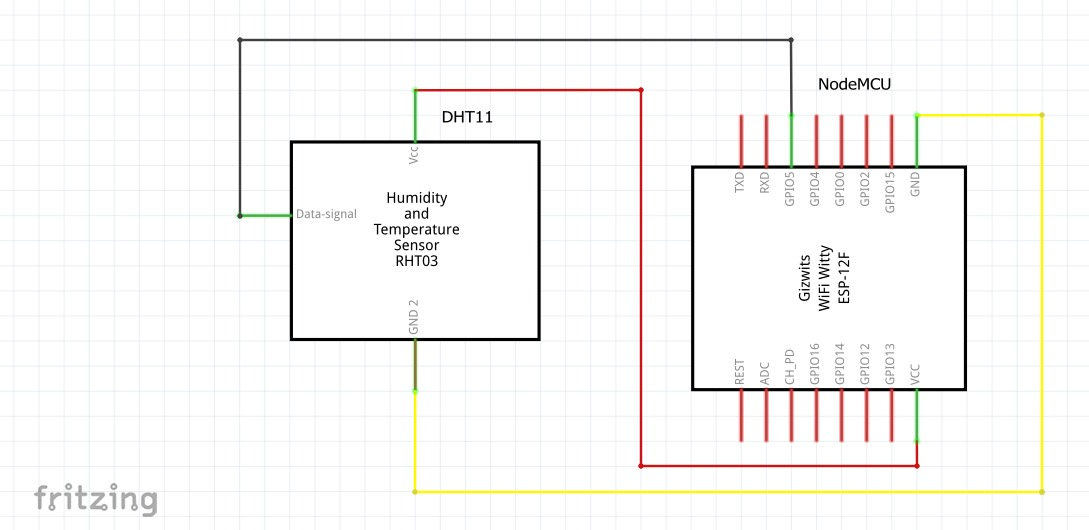 NodeMCU
DHT11
Vcc
Data-signal
Humidity
and
Temperature
Sensor
RHT03
GND 2
TXD
RXD
GPIO5
GPIO4
GPIO0
GPIO2
GPIO15
GND
Gizwits
WiFi Witty
ESP-12F
REST
ADC
CH_PD
GPIO16
GPIO14
GPIO12
GPIO13
VCC
fritzing